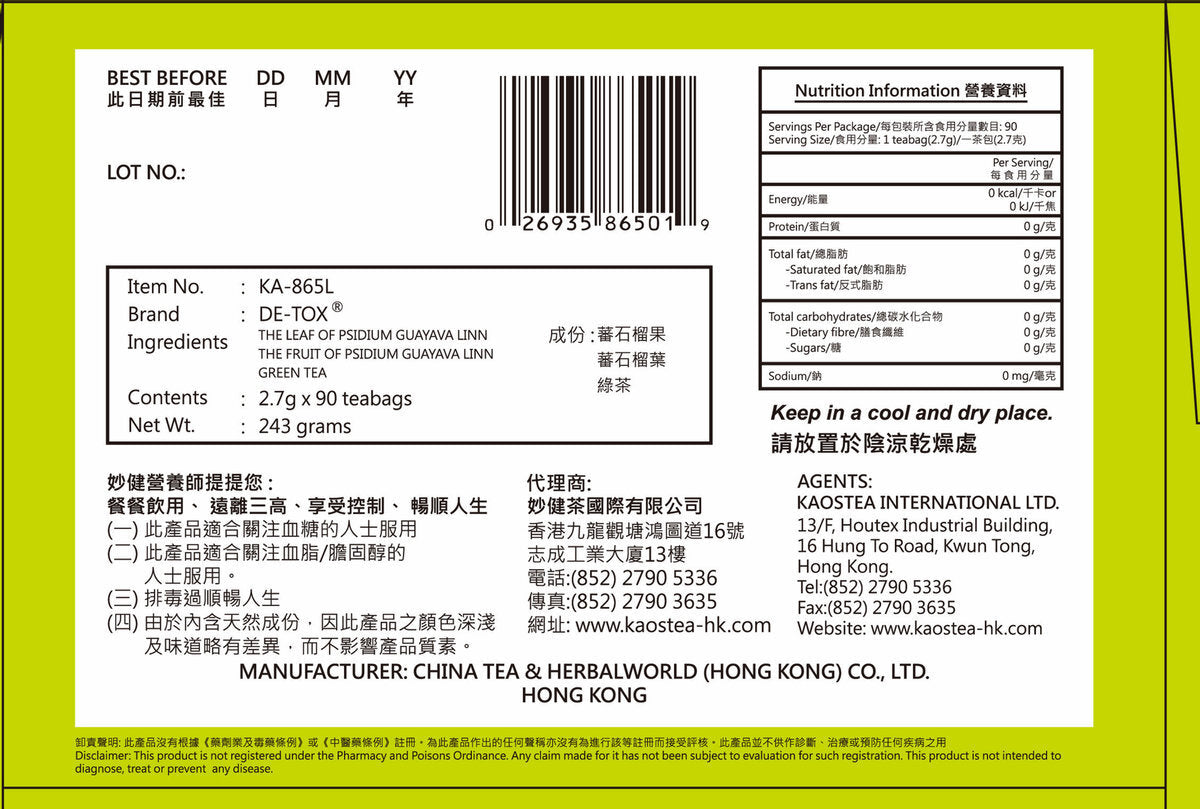 BEST BEFORE DD MM YY
此日期前最佳 日 月 年
LOT NO.:
0 26935 86501 9
Item No. : KA-865L
Brand : DE-TOX®
Ingredients : THE LEAF OF PSIDIUM GUAYAVA LINN
THE FRUIT OF PSIDIUM GUAYAVA LINN
GREEN TEA
成份 : 蕃石榴果
蕃石榴葉
綠茶
Contents : 2.7g x 90 teabags
Net Wt. : 243 grams
Nutrition Information 營養資料
Servings Per Package/每包裝所含食用分量數目: 90
Serving Size/食用分量: 1 teabag(2.7g)/一茶包(2.7克)
Per Serving/
每食用分量
Energy/能量 0 kcal/千卡or
0 kJ/千焦
Protein/蛋白質 0 g/克
Total fat/總脂肪 0 g/克
-Saturated fat/飽和脂肪 0 g/克
-Trans fat/反式脂肪 0 g/克
Total carbohydrates/總碳水化合物 0 g/克
-Dietary fibre/膳食纖維 0 g/克
-Sugars/糖 0 g/克
Sodium/鈉 0 mg/毫克
Keep in a cool and dry place.
請放置於陰涼乾燥處
妙健營養師提提您 :
餐餐飲用、 遠離三高、享受控制、 暢順人生
(一) 此產品適合關注血糖的人士服用
(二) 此產品適合關注血脂/膽固醇的
人士服用。
(三) 排毒過順暢人生
(四) 由於內含天然成份，因此產品之顏色深淺
及味道略有差異，而不影響產品質素。
代理商:
妙健茶國際有限公司
香港九龍觀塘鴻圖道16號
志成工業大廈13樓
電話:(852) 2790 5336
傳真:(852) 2790 3635
網址: www.kaostea-hk.com
AGENTS:
KAOSTEA INTERNATIONAL LTD.
13/F, Houtex Industrial Building,
16 Hung To Road, Kwun Tong,
Hong Kong.
Tel:(852) 2790 5336
Fax:(852) 2790 3635
Website: www.kaostea-hk.com
MANUFACTURER: CHINA TEA & HERBALWORLD (HONG KONG) CO., LTD.
HONG KONG
卸責聲明: 此產品沒有根據《藥劑業及毒藥條例》或《中醫藥條例》註冊。為此產品作出的任何聲稱亦沒有為進行該等註冊而接受評核。此產品並不供作診斷、治療或預防任何疾病之用
Disclaimer: This product is not registered under the Pharmacy and Poisons Ordinance. Any claim made for it has not been subject to evaluation for such registration. This product is not intended to
diagnose, treat or prevent any disease.